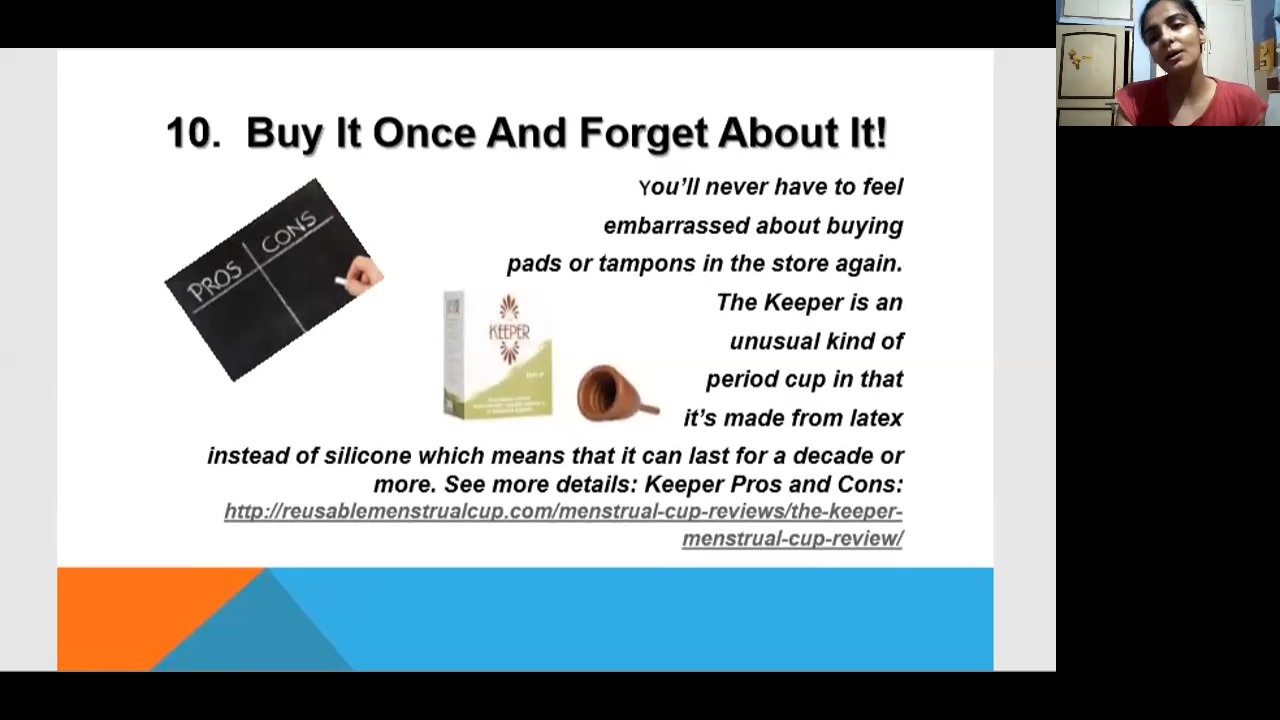 10. Buy It Once And Forget About It!
You'll never have to feel
embarrassed about buying
pads or tampons in the store again.
The Keeper is an
unusual kind of
period cup in that
it's made from latex
instead of silicone which means that it can last for a decade or
more. See more details: Keeper Pros and Cons:
http://reusablemenstrualcup.com/menstrual-cup-reviews/the-keeper-
menstrual-cup-review/
PROS CONS
KEEPER